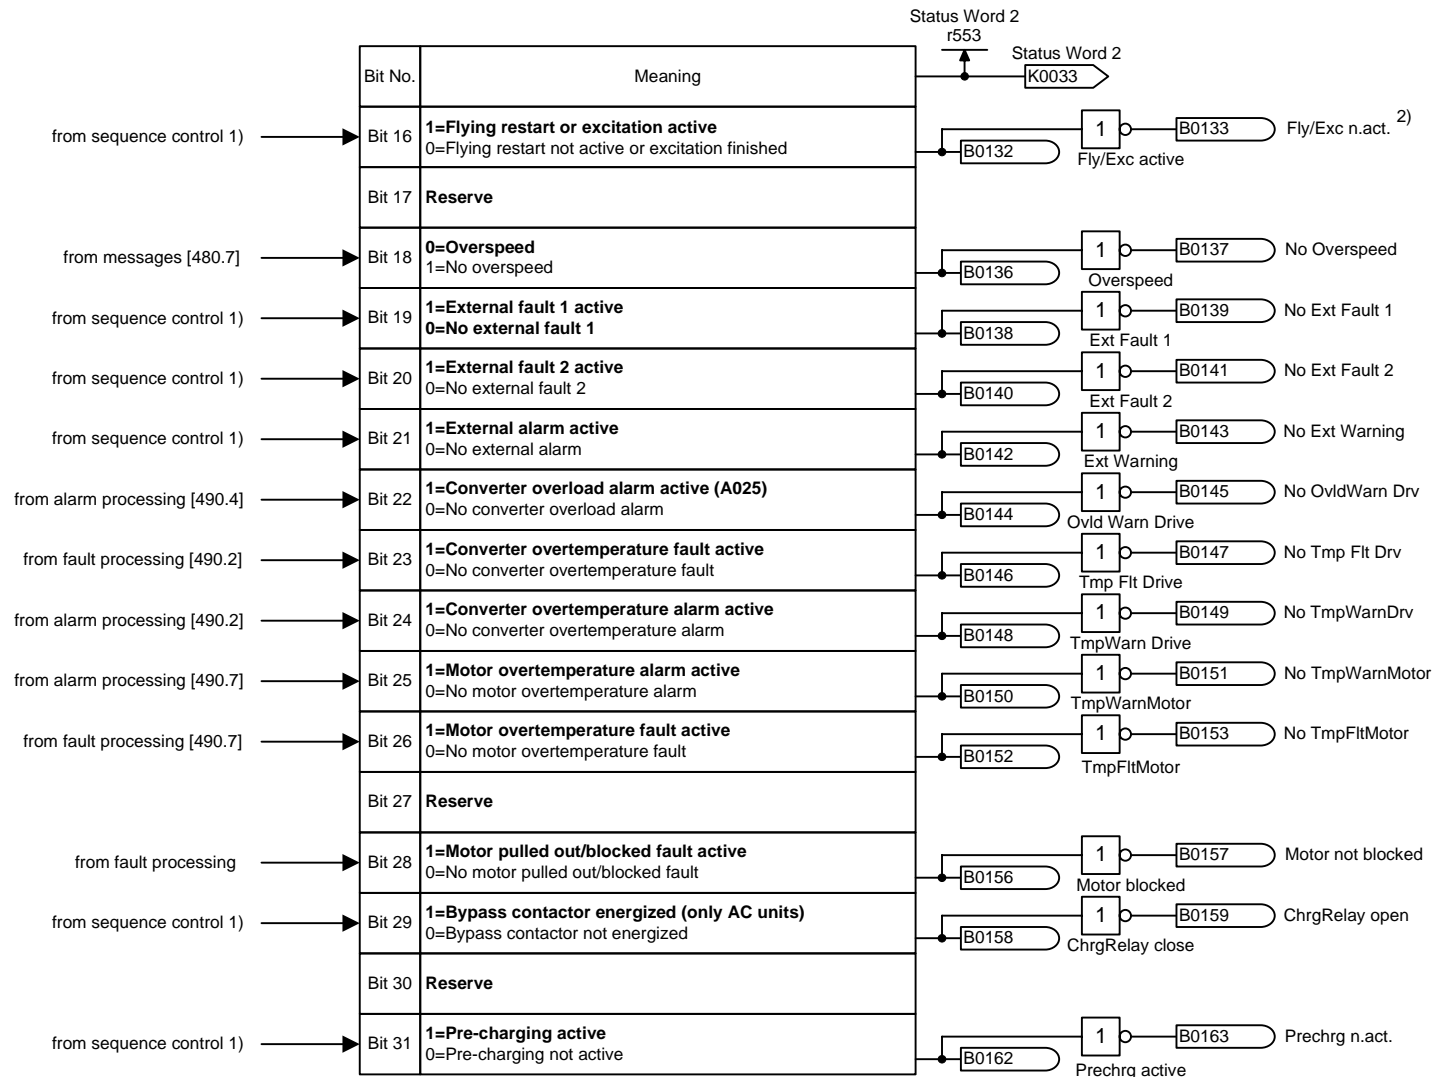 Status Word 2
r553
Status Word 2
K0033
Bit No.
Meaning
from sequence control 1)
Bit 16
1=Flying restart or excitation active
0=Flying restart not active or excitation finished
B0132
1
Fly/Exc active
B0133
Fly/Exc n.act. 2)
Bit 17
Reserve
from messages [480.7]
Bit 18
0=Overspeed
1=No overspeed
B0136
1
Overspeed
B0137
No Overspeed
from sequence control 1)
Bit 19
1=External fault 1 active
0=No external fault 1
B0138
1
Ext Fault 1
B0139
No Ext Fault 1
from sequence control 1)
Bit 20
1=External fault 2 active
0=No external fault 2
B0140
1
Ext Fault 2
B0141
No Ext Fault 2
from sequence control 1)
Bit 21
1=External alarm active
0=No external alarm
B0142
1
Ext Warning
B0143
No Ext Warning
from alarm processing [490.4]
Bit 22
1=Converter overload alarm active (A025)
0=No converter overload alarm
B0144
1
Ovld Warn Drive
B0145
No OvldWarn Drv
from fault processing [490.2]
Bit 23
1=Converter overtemperature fault active
0=No converter overtemperature fault
B0146
1
Tmp Flt Drive
B0147
No Tmp Flt Drv
from alarm processing [490.2]
Bit 24
1=Converter overtemperature alarm active
0=No converter overtemperature alarm
B0148
1
TmpWarn Drive
B0149
No TmpWarnDrv
from alarm processing [490.7]
Bit 25
1=Motor overtemperature alarm active
0=No motor overtemperature alarm
B0150
1
TmpWarnMotor
B0151
No TmpWarnMotor
from fault processing [490.7]
Bit 26
1=Motor overtemperature fault active
0=No motor overtemperature fault
B0152
1
TmpFltMotor
B0153
No TmpFltMotor
Bit 27
Reserve
from fault processing
Bit 28
1=Motor pulled out/blocked fault active
0=No motor pulled out/blocked fault
B0156
1
Motor blocked
B0157
Motor not blocked
from sequence control 1)
Bit 29
1=Bypass contactor energized (only AC units)
0=Bypass contactor not energized
B0158
1
ChrgRelay close
B0159
ChrgRelay open
Bit 30
Reserve
from sequence control 1)
Bit 31
1=Pre-charging active
0=Pre-charging not active
B0162
1
Prechrg active
B0163
Prechrg n.act.